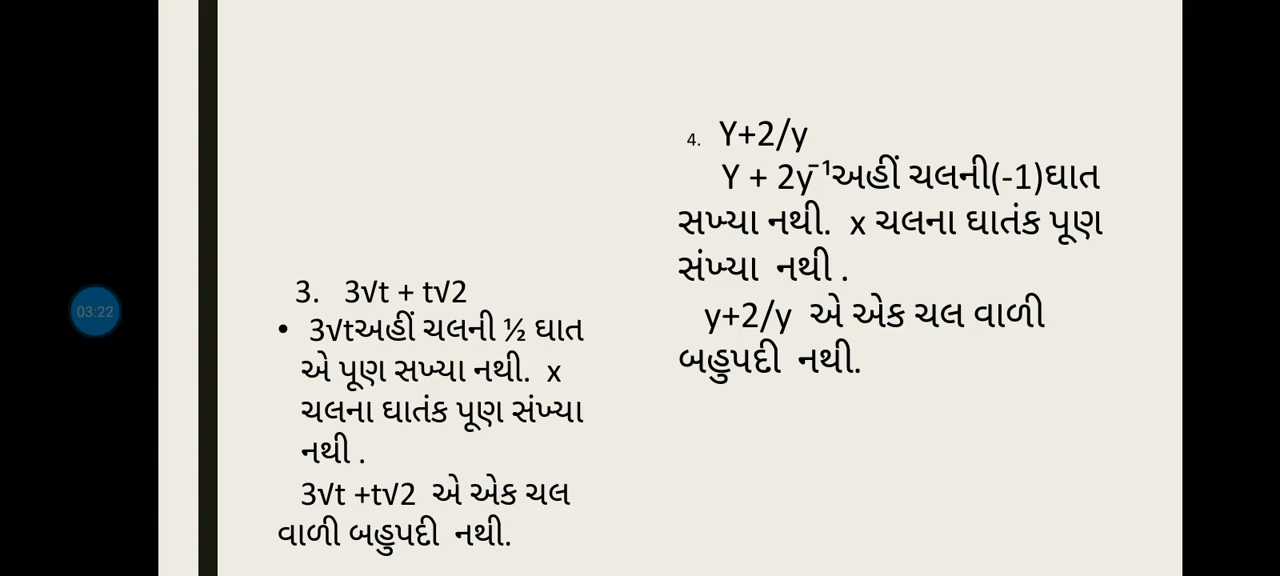 3. 3√t + t√2
• 3√tઅહીં ચલની ½ ઘાત
એ પૂણ સખ્યા નથી. x
ચલના ઘાતંક પૂણ સંખ્યા
નથી .
3√t +t√2 એ એક ચલ
વાળી બહુપદી નથી.
4. Y+2/y
Y + 2y⁻¹અહીં ચલની(-1)ઘાત
સખ્યા નથી. x ચલના ઘાતંક પૂણ
સંખ્યા નથી .
y+2/y એ એક ચલ વાળી
બહુપદી નથી.
03:22